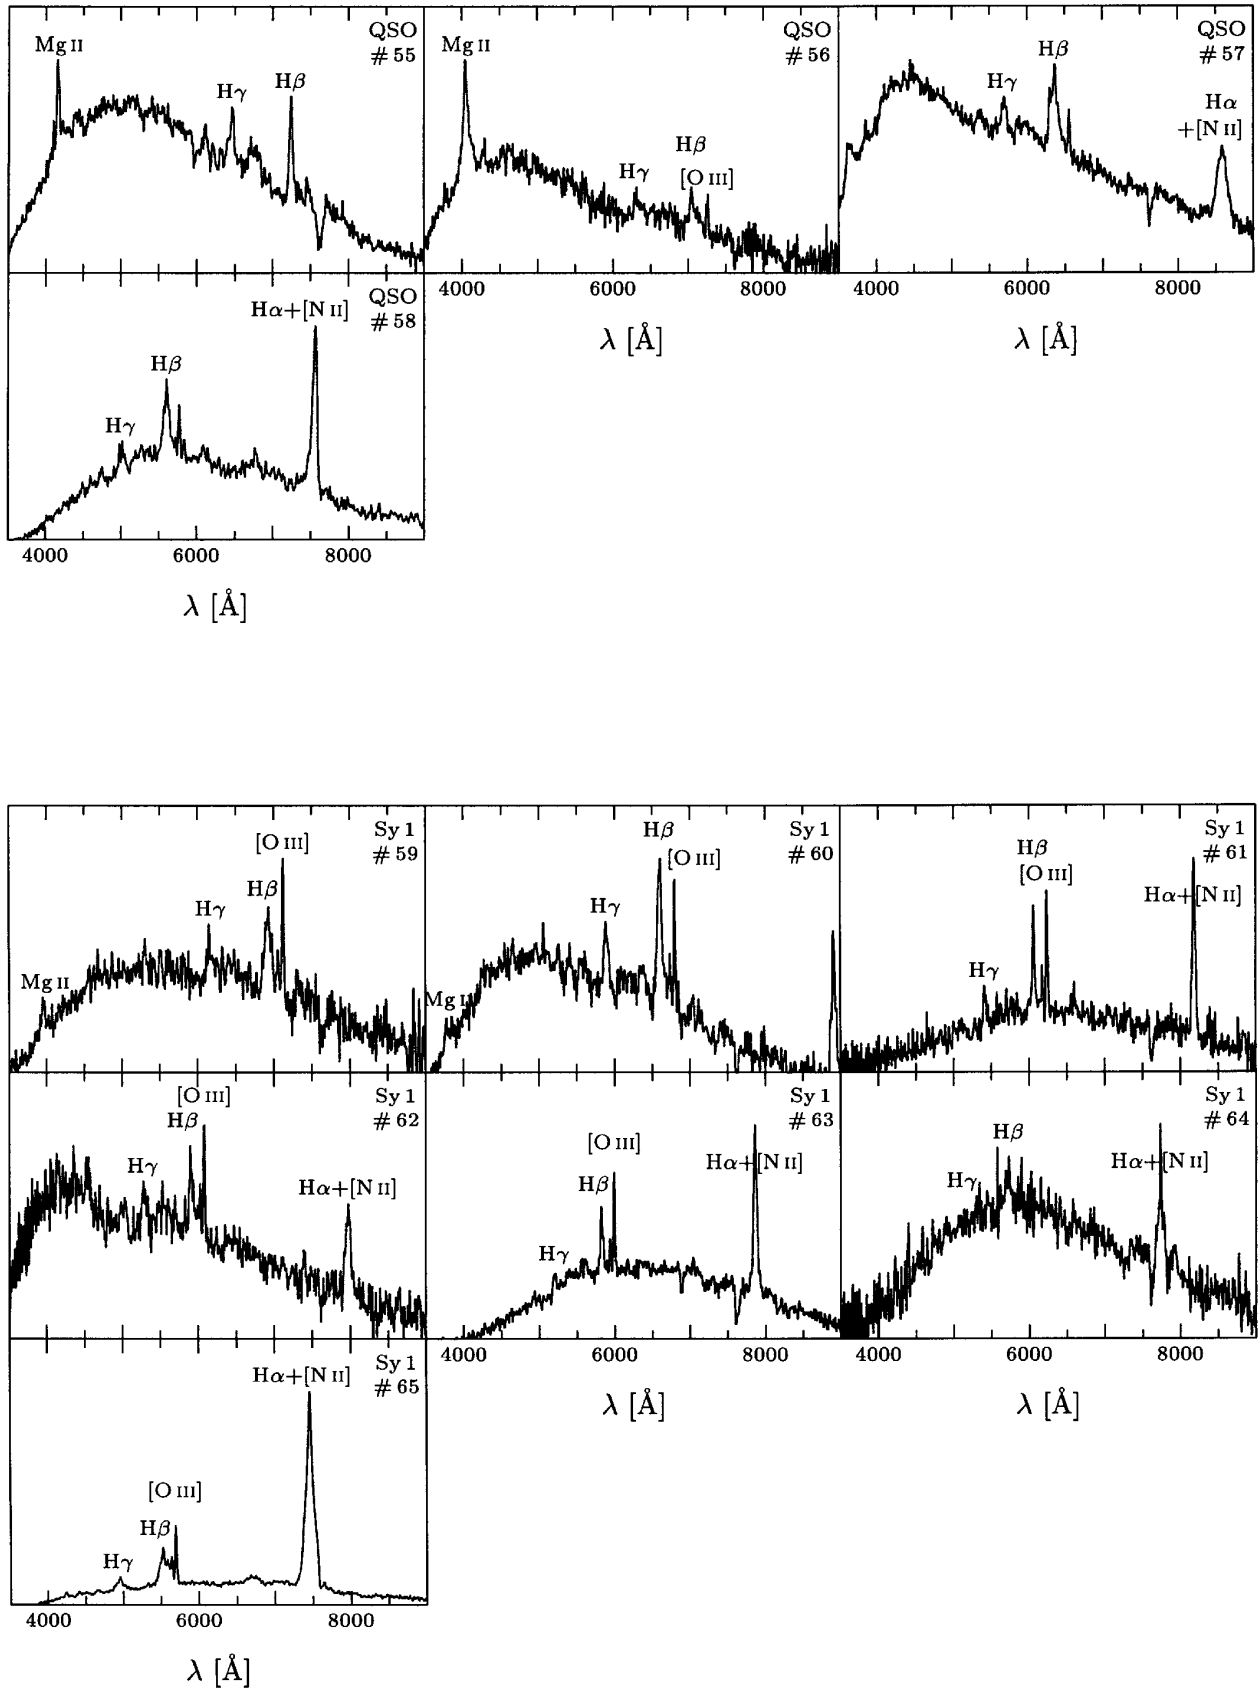 Mg II
Hγ
Hβ
QSO
# 55
Mg II
Hγ
Hβ
[O III]
QSO
# 56
Hγ
Hβ
Hα
+[N II]
QSO
# 57
4000 6000 8000
λ [Å]
4000 6000 8000
λ [Å]
Hγ
Hβ
Hα+[N II]
QSO
# 58
4000 6000 8000
λ [Å]
Mg II
Hγ
Hβ
[O III]
Sy 1
# 59
Mg I
Hγ
Hβ
[O III]
Sy 1
# 60
Hγ
Hβ
[O III]
Hα+[N II]
Sy 1
# 61
Hγ
[O III]
Hβ
Hα+[N II]
Sy 1
# 62
Hγ
Hβ
[O III]
Hα+[N II]
Sy 1
# 63
Hγ
Hβ
Hα+[N II]
Sy 1
# 64
4000 6000 8000
λ [Å]
4000 6000 8000
λ [Å]
Hγ
Hβ
[O III]
Hα+[N II]
Sy 1
# 65
4000 6000 8000
λ [Å]